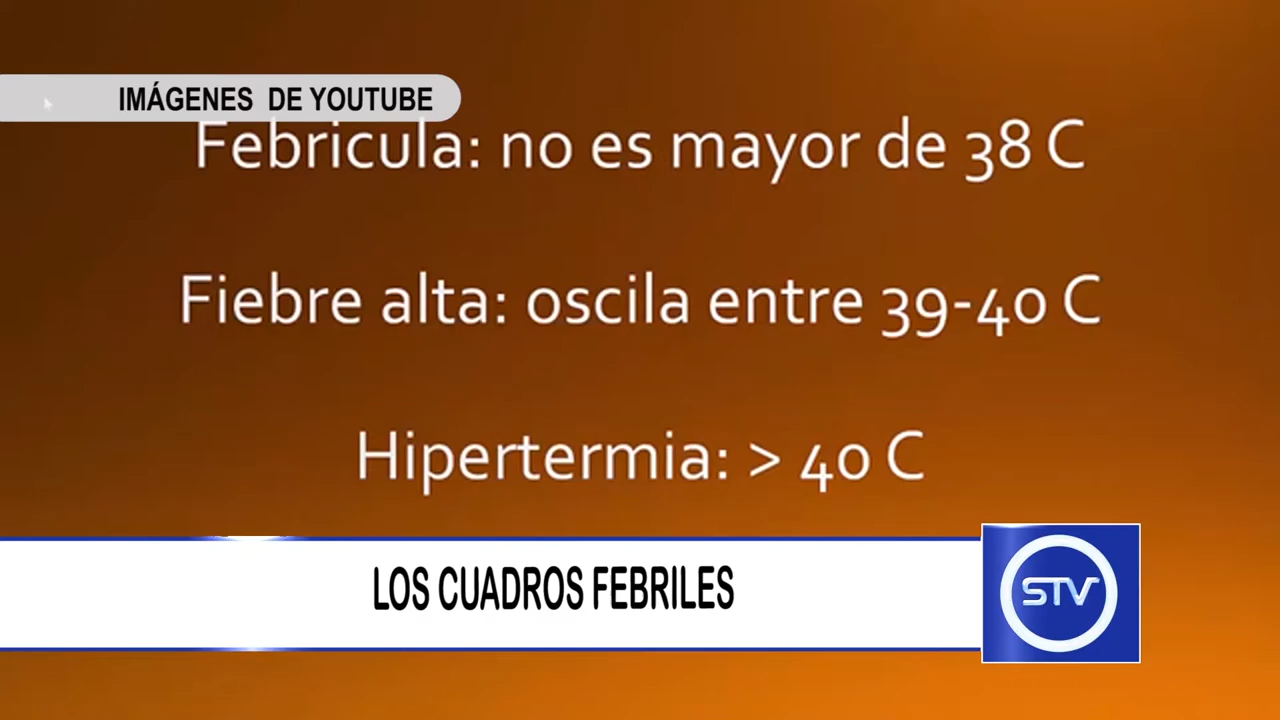 IMÁGENES DE YOUTUBE
Febricula: no es mayor de 38 C
Fiebre alta: oscila entre 39-40 C
Hipertermia: > 40 C
LOS CUADROS FEBRILES
STV